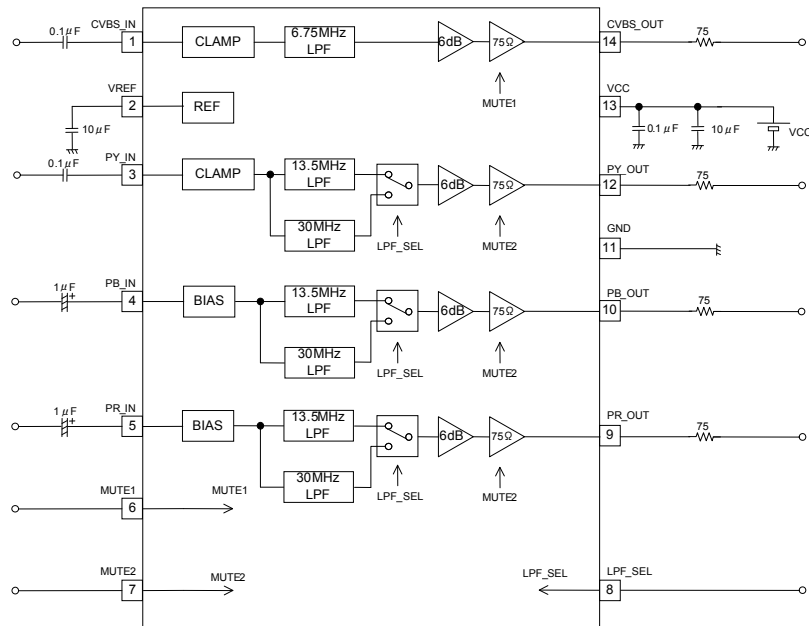 CVBS_IN
0.1μF
1
CLAMP
6.75MHz
LPF
6dB
75Ω
MUTE1
CVBS_OUT
14
75
VREF
2
REF
10μF
VCC
13
0.1μF
10μF
VCC
PY_IN
0.1μF
3
CLAMP
13.5MHz
LPF
30MHz
LPF
LPF_SEL
6dB
75Ω
MUTE2
PY_OUT
12
75
GND
11
PB_IN
1μF
+
4
BIAS
13.5MHz
LPF
30MHz
LPF
LPF_SEL
6dB
75Ω
MUTE2
PB_OUT
10
75
PR_IN
1μF
+
5
BIAS
13.5MHz
LPF
30MHz
LPF
LPF_SEL
6dB
75Ω
MUTE2
PR_OUT
9
75
MUTE1
6
MUTE1
MUTE2
7
MUTE2
LPF_SEL
LPF_SEL
8